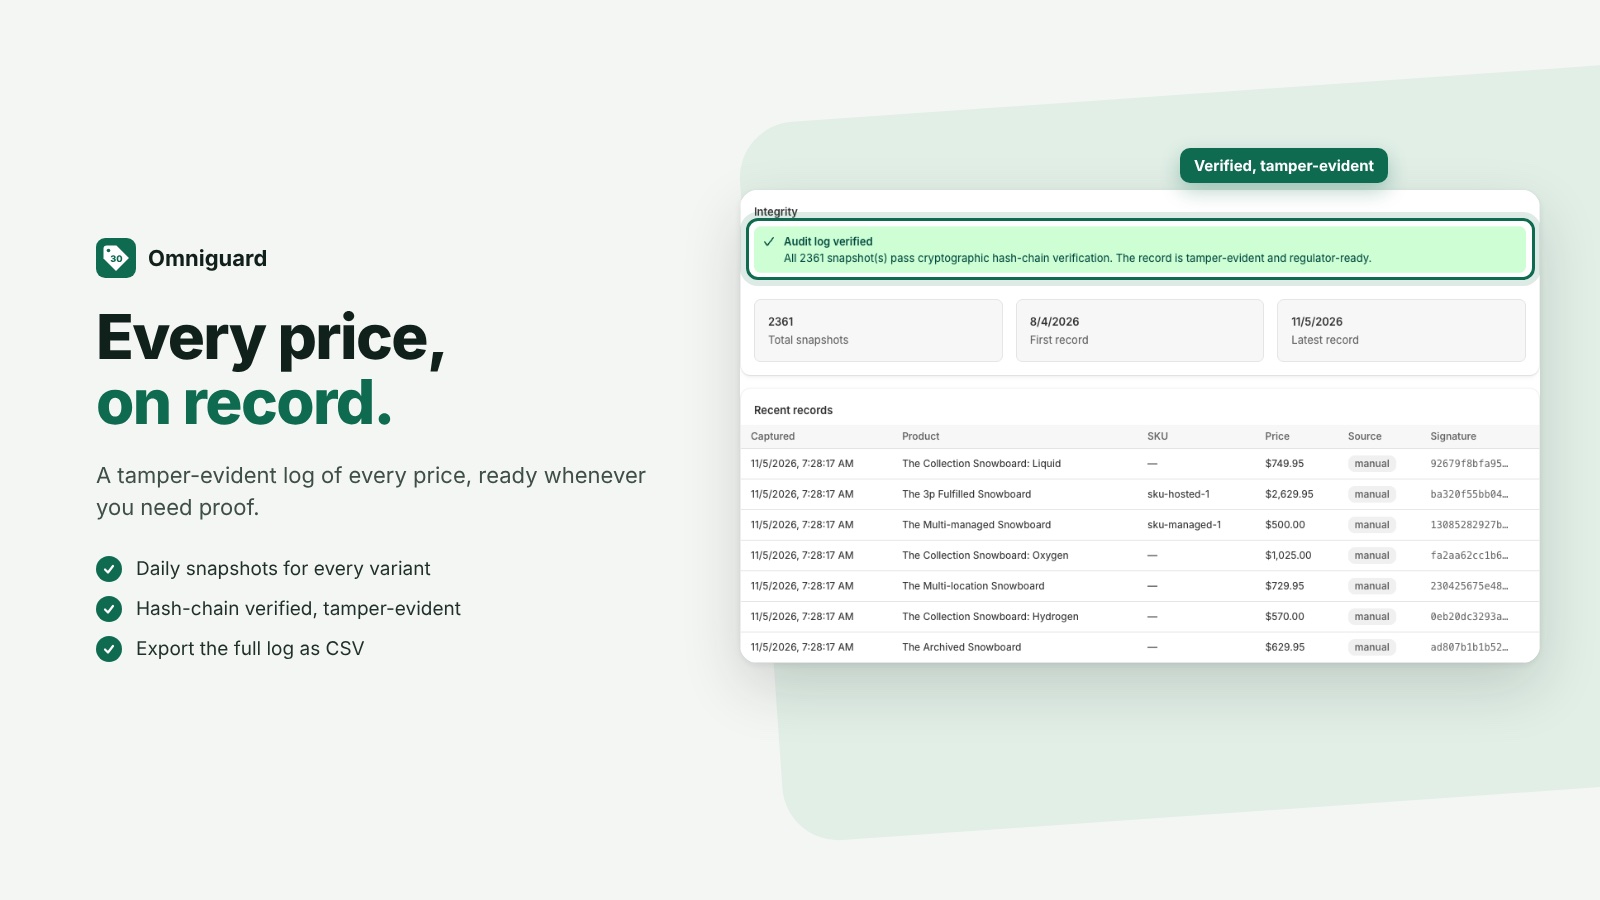 30
Omniguard
Every price,
on record.
A tamper-evident log of every price, ready whenever
you need proof.
Daily snapshots for every variant
Hash-chain verified, tamper-evident
Export the full log as CSV
Verified, tamper-evident
Integrity
Audit log verified
All 2361 snapshot(s) pass cryptographic hash-chain verification. The record is tamper-evident and regulator-ready.
2361
Total snapshots
8/4/2026
First record
11/5/2026
Latest record
Recent records
Captured Product SKU Price Source Signature
11/5/2026, 7:28:17 AM The Collection Snowboard: Liquid — $749.95 manual 92679f8bfa95…
11/5/2026, 7:28:17 AM The 3p Fulfilled Snowboard sku-hosted-1 $2,629.95 manual ba320f55bb04…
11/5/2026, 7:28:17 AM The Multi-managed Snowboard sku-managed-1 $500.00 manual 13085282927b…
11/5/2026, 7:28:17 AM The Collection Snowboard: Oxygen — $1,025.00 manual fa2aa62cc1b6…
11/5/2026, 7:28:17 AM The Multi-location Snowboard — $729.95 manual 230425675e48…
11/5/2026, 7:28:17 AM The Collection Snowboard: Hydrogen — $570.00 manual 0eb20dc3293a…
11/5/2026, 7:28:17 AM The Archived Snowboard — $629.95 manual ad807b1b1b52…